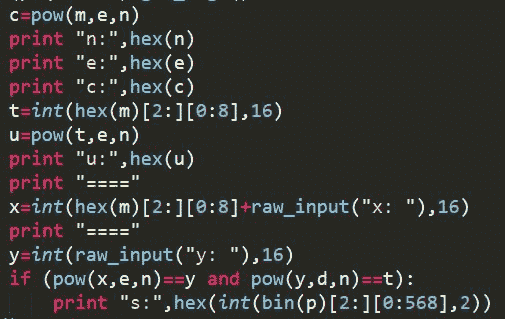 c=pow(m,e,n)
print "n:",hex(n)
print "e:",hex(e)
print "c:",hex(c)
t=int(hex(m)[2:][0:8],16)
u=pow(t,e,n)
print "u:",hex(u)
print "===="
x=int(hex(m)[2:][0:8]+raw_input("x: "),16)
print "===="
y=int(raw_input("y: "),16)
if (pow(x,e,n)==y and pow(y,d,n)==t):
    print "s:",hex(int(bin(p)[2:][0:568],2))